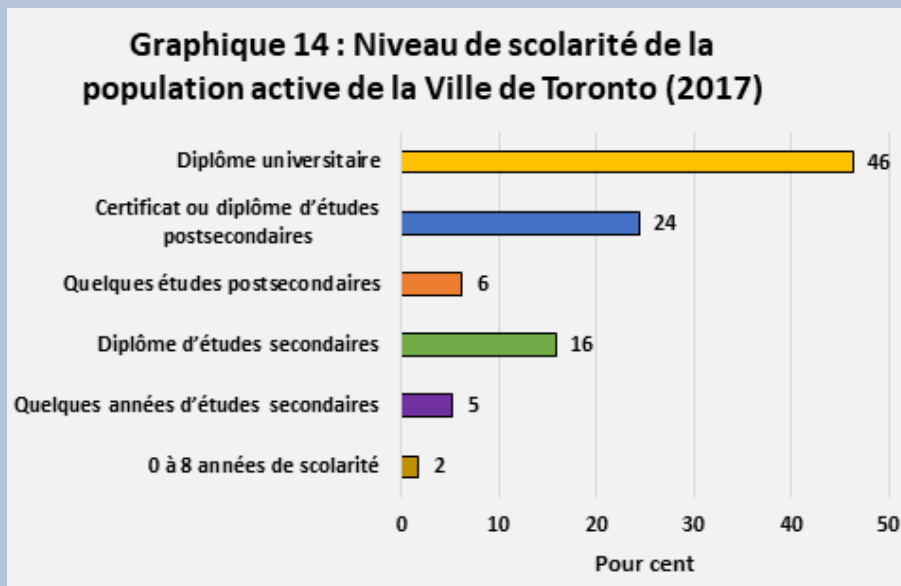 Graphique 14 : Niveau de scolarité de la
population active de la Ville de Toronto (2017)
Diplôme universitaire
46
Certificat ou diplôme d’études
postsecondaires
24
Quelques études postsecondaires
6
Diplôme d’études secondaires
16
Quelques années d’études secondaires
5
0 à 8 années de scolarité
2
0 10 20 30 40 50
Pour cent